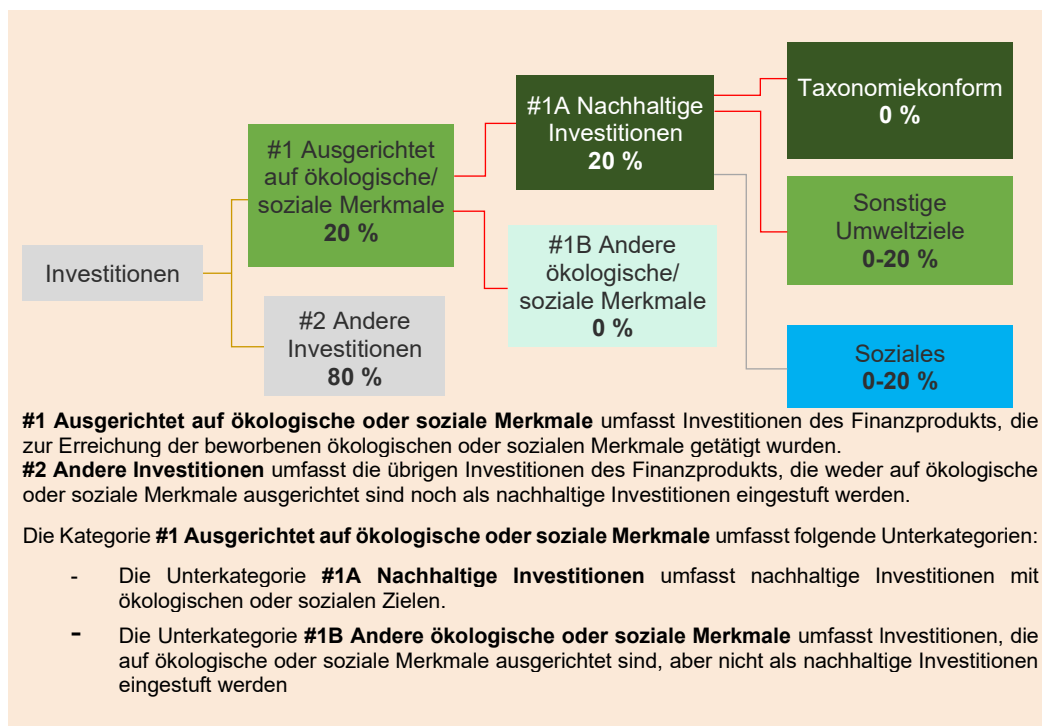 Investitionen
#1 Ausgerichtet
auf ökologische/
soziale Merkmale
20 %
#2 Andere
Investitionen
80 %
#1A Nachhaltige
Investitionen
20 %
#1B Andere
ökologische/
soziale Merkmale
0 %
Taxonomiekonform
0 %
Sonstige
Umweltziele
0-20 %
Soziales
0-20 %
#1 Ausgerichtet auf ökologische oder soziale Merkmale umfasst Investitionen des Finanzprodukts, die
zur Erreichung der beworbenen ökologischen oder sozialen Merkmale getätigt wurden.
#2 Andere Investitionen umfasst die übrigen Investitionen des Finanzprodukts, die weder auf ökologische
oder soziale Merkmale ausgerichtet sind noch als nachhaltige Investitionen eingestuft werden.
Die Kategorie #1 Ausgerichtet auf ökologische oder soziale Merkmale umfasst folgende Unterkategorien:
- Die Unterkategorie #1A Nachhaltige Investitionen umfasst nachhaltige Investitionen mit
ökologischen oder sozialen Zielen.
- Die Unterkategorie #1B Andere ökologische oder soziale Merkmale umfasst Investitionen, die
auf ökologische oder soziale Merkmale ausgerichtet sind, aber nicht als nachhaltige Investitionen
eingestuft werden